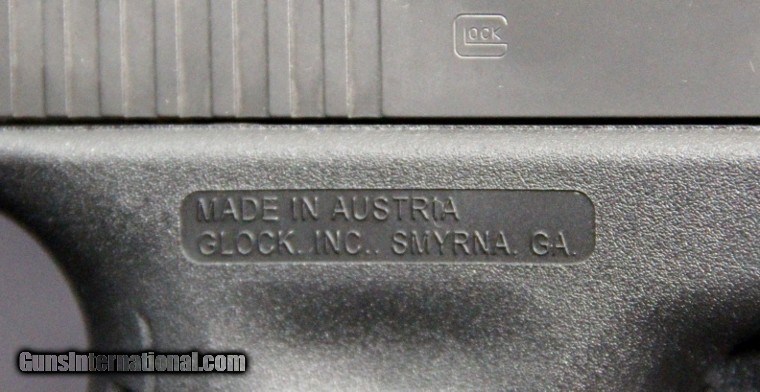 GLOCK
MADE IN AUSTRIA
GLOCK, INC., SMYRNA, GA.
GunsInternational.com